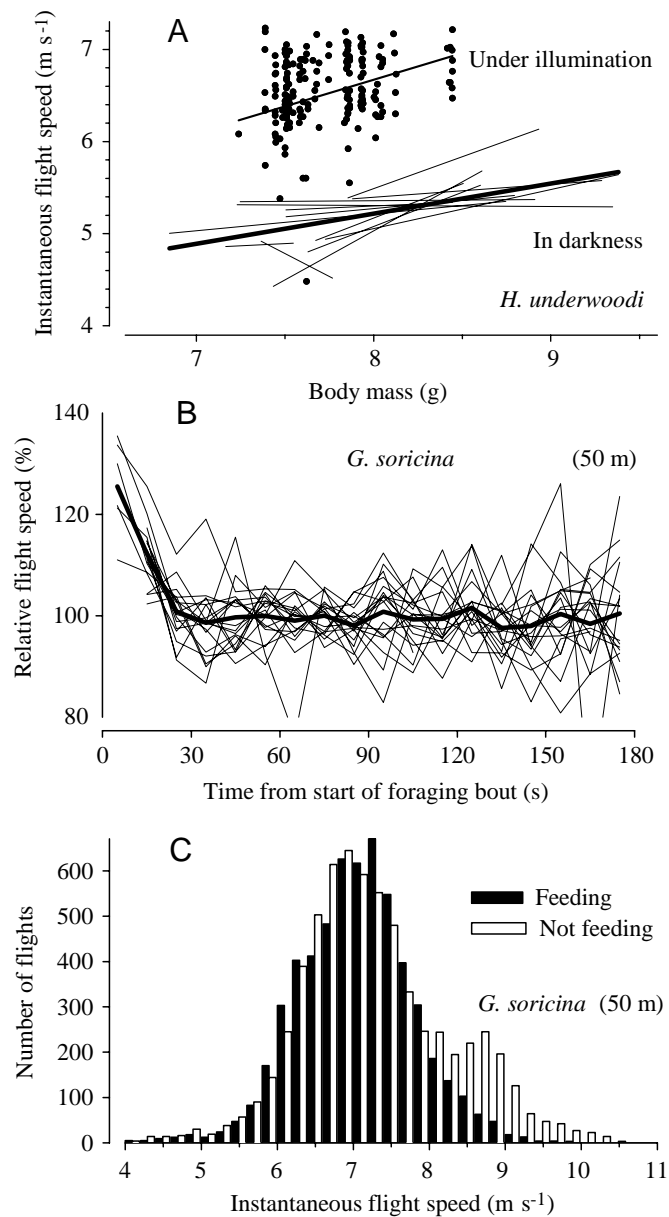 A
Instantaneous flight speed (m s-1)
7
6
5
4
Under illumination
In darkness
H. underwoodi
7 8 9
Body mass (g)
B
Relative flight speed (%)
140
120
100
80
G. soricina (50 m)
0 30 60 90 120 150 180
Time from start of foraging bout (s)
C
Number of flights
600
500
400
300
200
100
0
Feeding
Not feeding
G. soricina (50 m)
4 5 6 7 8 9 10 11
Instantaneous flight speed (m s-1)